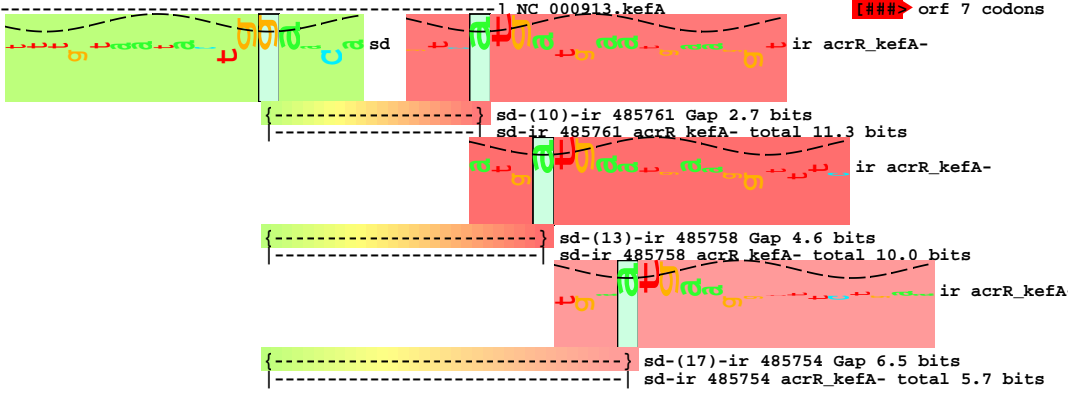 ] NC_000913.kefA
[###> orf 7 codons
sd
ir acrR_kefA-
sd-(10)-ir 485761 Gap 2.7 bits
sd-ir 485761 acrR_kefA- total 11.3 bits
ir acrR_kefA-
sd-(13)-ir 485758 Gap 4.6 bits
sd-ir 485758 acrR_kefA- total 10.0 bits
ir acrR_kefA-
sd-(17)-ir 485754 Gap 6.5 bits
sd-ir 485754 acrR_kefA- total 5.7 bits